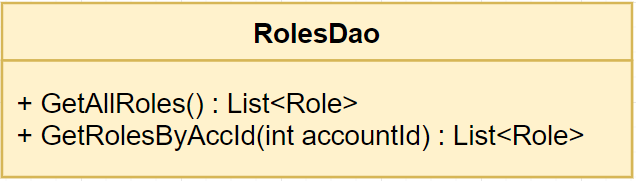 RolesDao
+ GetAllRoles() : List<Role>
+ GetRolesByAccId(int accountId) : List<Role>